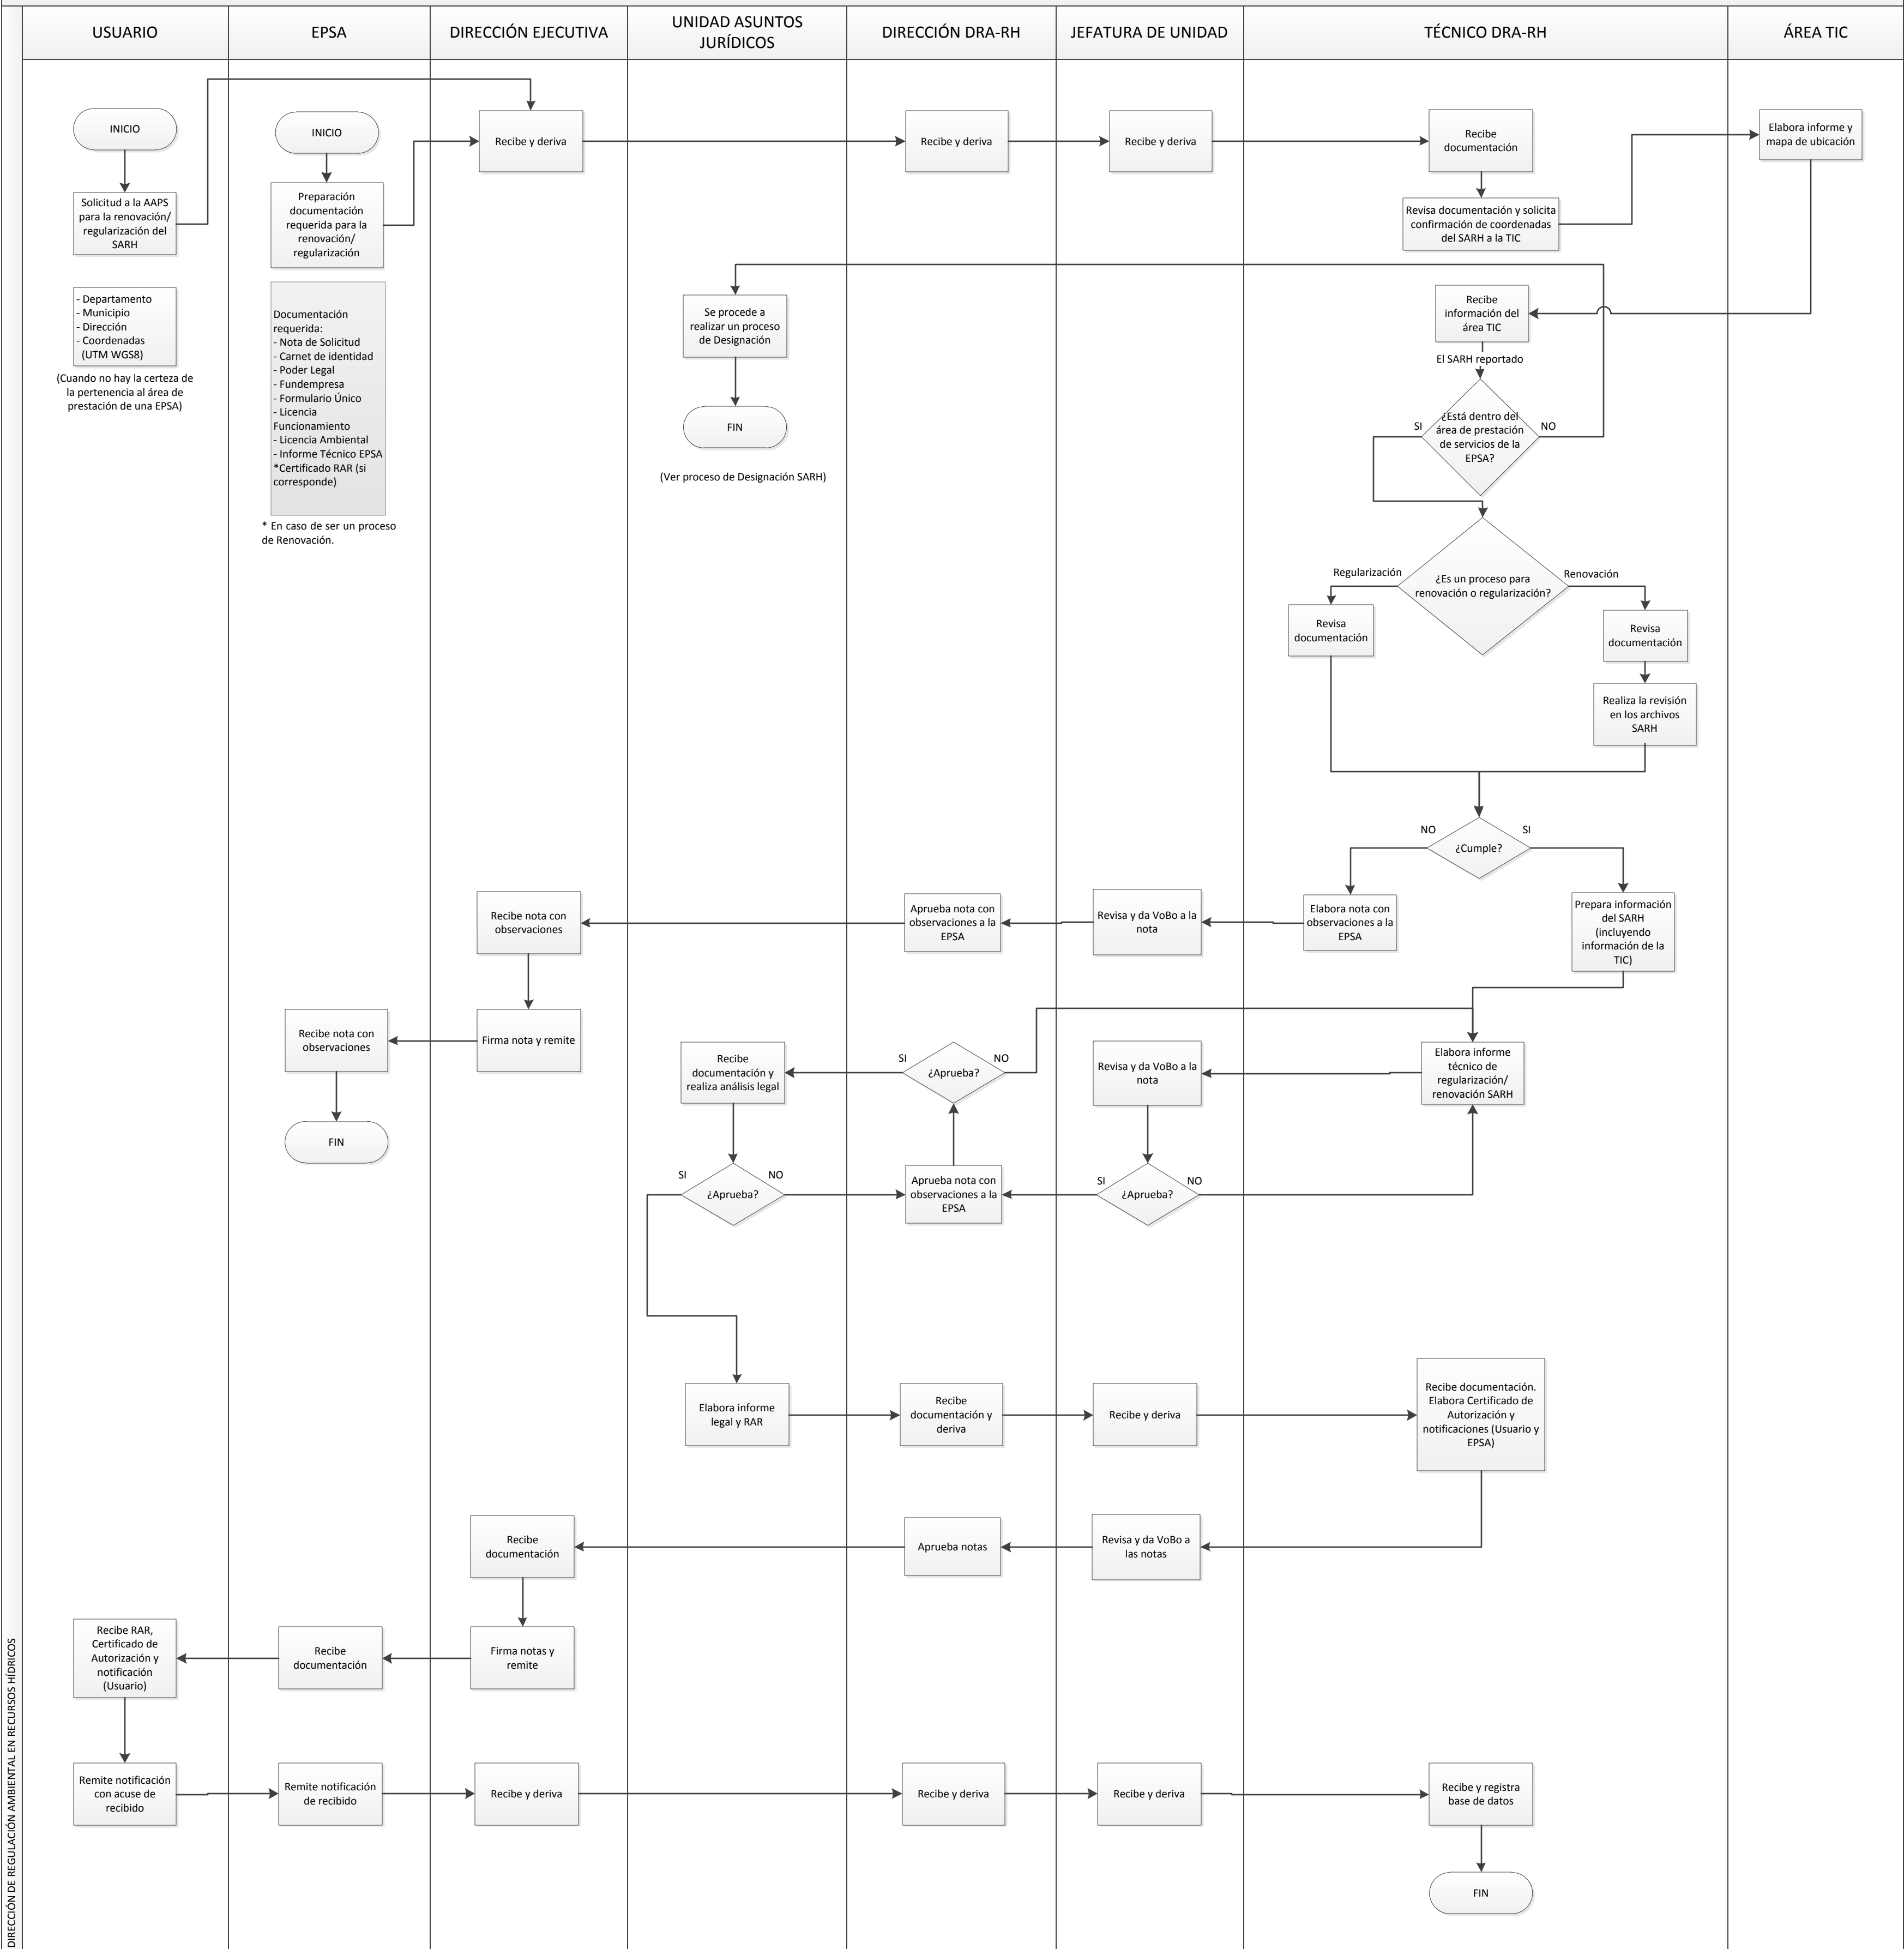 USUARIO
EPSA
DIRECCIÓN EJECUTIVA
UNIDAD ASUNTOS
JURÍDICOS
DIRECCIÓN DRA-RH
JEFATURA DE UNIDAD
TÉCNICO DRA-RH
ÁREA TIC
INICIO
INICIO
Recibe y deriva
Recibe y deriva
Recibe y deriva
Recibe
documentación
Elabora informe y
mapa de ubicación
Solicitud a la AAPS
para la renovación/
regularización del
SARH
Preparación
documentación
requerida para la
renovación/
regularización
Revisa documentación y solicita
confirmación de coordenadas
del SARH a la TIC
- Departamento
- Municipio
- Dirección
- Coordenadas
(UTM WGS8)
(Cuando no hay la certeza de
la pertenencia al área de
prestación de una EPSA)
Documentación
requerida:
- Nota de Solicitud
- Carnet de identidad
- Poder Legal
- Fundempresa
- Formulario Único
- Licencia
Funcionamiento
- Licencia Ambiental
- Informe Técnico EPSA
*Certificado RAR (si
corresponde)
* En caso de ser un proceso
de Renovación.
Se procede a
realizar un proceso
de Designación
FIN
(Ver proceso de Designación SARH)
Recibe
información del
área TIC
El SARH reportado
SI
¿Está dentro del
área de prestación
de servicios de la
EPSA?
NO
Regularización
¿Es un proceso para
renovación o regularización?
Renovación
Revisa
documentación
Revisa
documentación
Realiza la revisión
en los archivos
SARH
NO
¿Cumple?
SI
Recibe nota con
observaciones
Aprueba nota con
observaciones a la
EPSA
Revisa y da VoBo a la
nota
Elabora nota con
observaciones a la
EPSA
Prepara información
del SARH
(incluyendo
información de la
TIC)
Recibe nota con
observaciones
Firma nota y remite
Recibe
documentación y
realiza análisis legal
SI
¿Aprueba?
NO
Revisa y da VoBo a la
nota
Elabora informe
técnico de
regularización/
renovación SARH
FIN
SI
¿Aprueba?
NO
Aprueba nota con
observaciones a la
EPSA
SI
¿Aprueba?
NO
Elabora informe
legal y RAR
Recibe
documentación y
deriva
Recibe y deriva
Recibe documentación.
Elabora Certificado de
Autorización y
notificaciones (Usuario y
EPSA)
Recibe
documentación
Aprueba notas
Revisa y da VoBo a
las notas
Recibe RAR,
Certificado de
Autorización y
notificación
(Usuario)
Recibe
documentación
Firma notas y
remite
Remite notificación
con acuse de
recibido
Remite notificación
de recibido
Recibe y deriva
Recibe y deriva
Recibe y deriva
Recibe y registra
base de datos
FIN
DIRECCIÓN DE REGULACIÓN AMBIENTAL EN RECURSOS HÍDRICOS